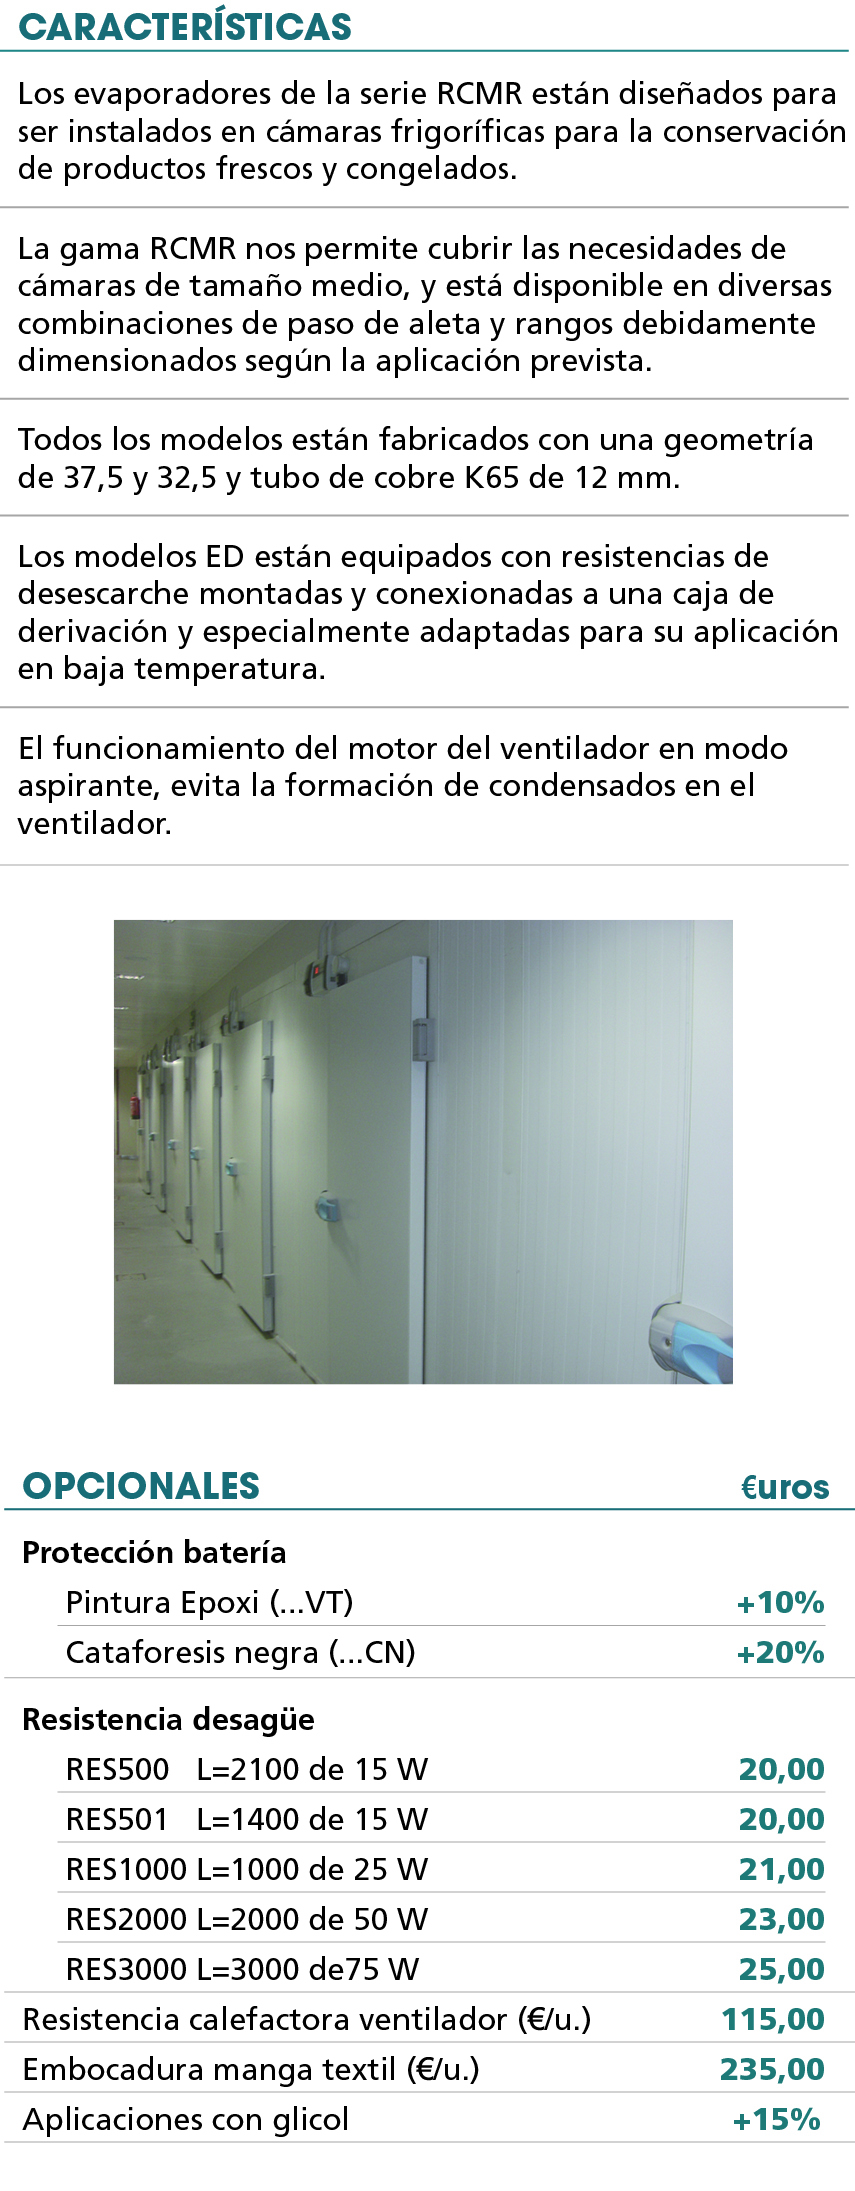 CARACTERÍSTICAS
Los evaporadores de la serie RCMR están diseñados para
ser instalados en cámaras frigoríficas para la conservación
de productos frescos y congelados.
La gama RCMR nos permite cubrir las necesidades de
cámaras de tamaño medio, y está disponible en diversas
combinaciones de paso de aleta y rangos debidamente
dimensionados según la aplicación prevista.
Todos los modelos están fabricados con una geometría
de 37,5 y 32,5 y tubo de cobre K65 de 12 mm.
Los modelos ED están equipados con resistencias de
desescarche montadas y conexionadas a una caja de
derivación y especialmente adaptadas para su aplicación
en baja temperatura.
El funcionamiento del motor del ventilador en modo
aspirante, evita la formación de condensados en el
ventilador.
OPCIONALES €uros
Protección batería
Pintura Epoxi (...VT) +10%
Cataforesis negra (...CN) +20%
Resistencia desagüe
RES500 L=2100 de 15 W 20,00
RES501 L=1400 de 15 W 20,00
RES1000 L=1000 de 25 W 21,00
RES2000 L=2000 de 50 W 23,00
RES3000 L=3000 de75 W 25,00
Resistencia calefactora ventilador (€/u.) 115,00
Embocadura manga textil (€/u.) 235,00
Aplicaciones con glicol +15%